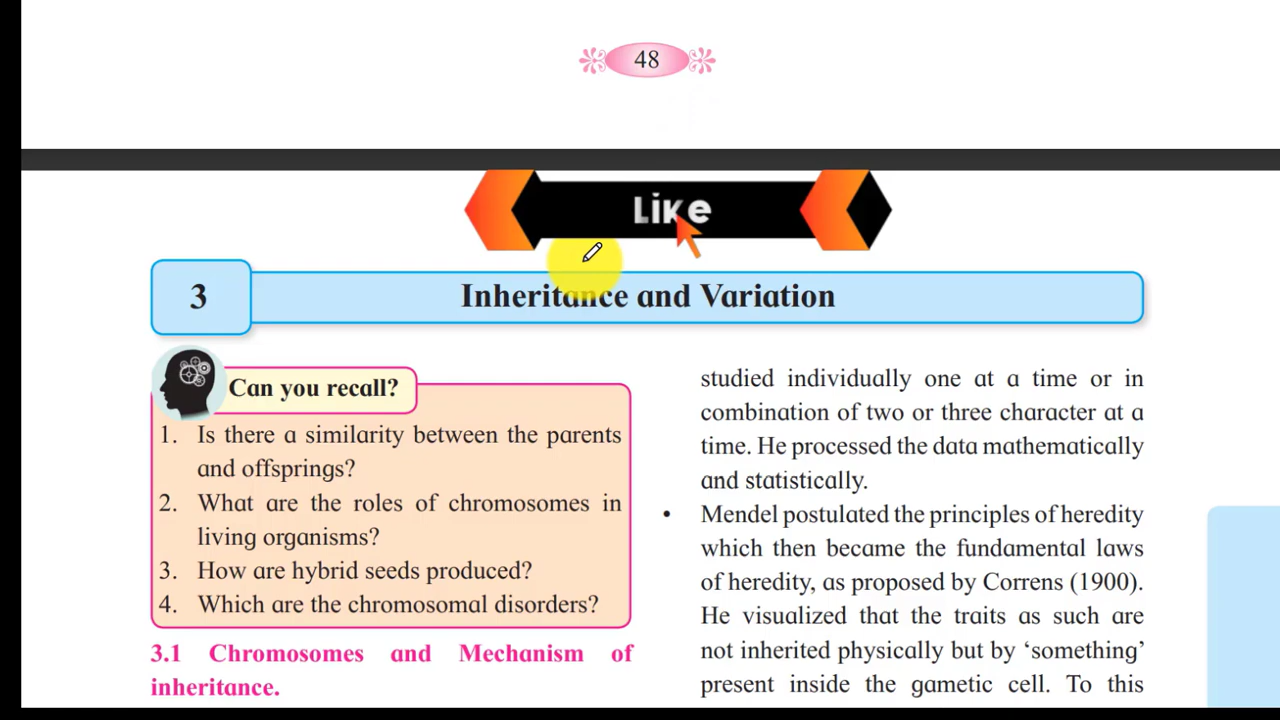 48
Like
3
Inheritance and Variation
Can you recall?
1. Is there a similarity between the parents
and offsprings?
2. What are the roles of chromosomes in
living organisms?
3. How are hybrid seeds produced?
4. Which are the chromosomal disorders?
3.1 Chromosomes and Mechanism of
inheritance.
studied individually one at a time or in
combination of two or three character at a
time. He processed the data mathematically
and statistically.
• Mendel postulated the principles of heredity
which then became the fundamental laws
of heredity, as proposed by Correns (1900).
He visualized that the traits as such are
not inherited physically but by ‘something’
present inside the gametic cell. To this